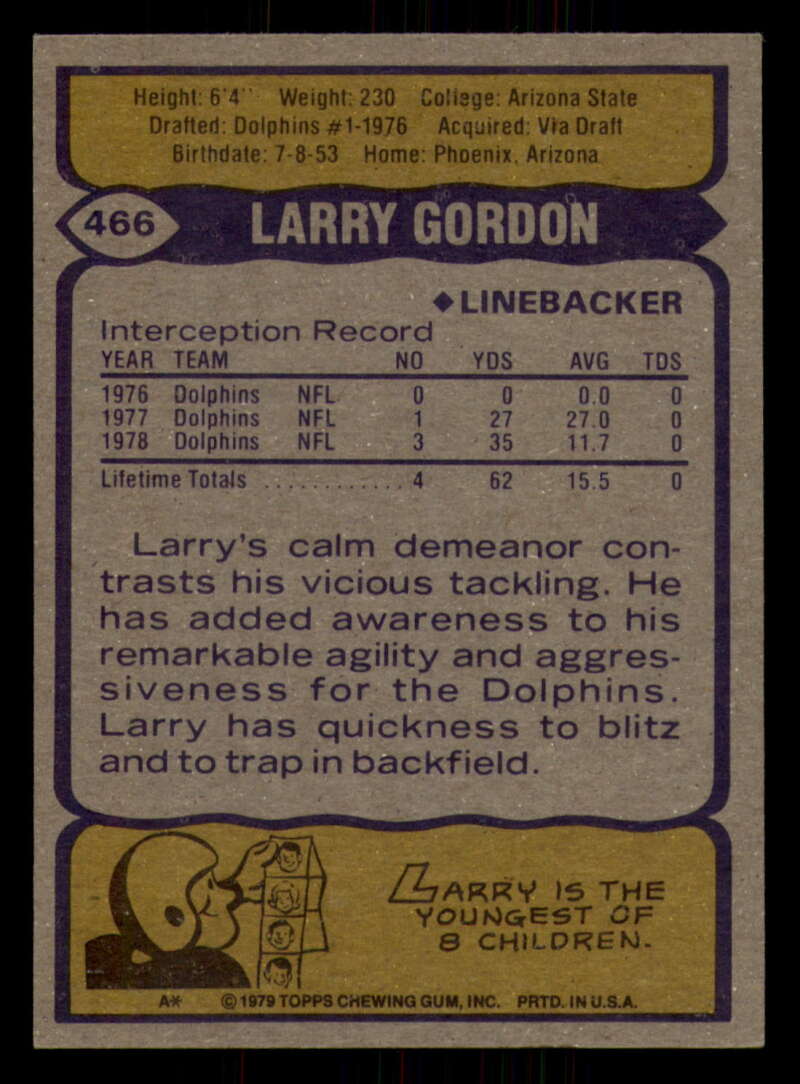 Height: 6'4" Weight: 230 College: Arizona State
Drafted: Dolphins #1-1976 Acquired: Via Draft
Birthdate: 7-8-53 Home: Phoenix, Arizona
466 LARRY GORDON
◆LINEBACKER
Interception Record
YEAR TEAM NO YDS AVG TDS
1976 Dolphins NFL 0 0 0.0 0
1977 Dolphins NFL 1 27 27.0 0
1978 Dolphins NFL 3 35 11.7 0
Lifetime Totals ............ 4 62 15.5 0
Larry's calm demeanor con-
trasts his vicious tackling. He
has added awareness to his
remarkable agility and aggres-
siveness for the Dolphins.
Larry has quickness to blitz
and to trap in backfield.
LARRY IS THE
YOUNGEST OF
8 CHILDREN.
A* © 1979 TOPPS CHEWING GUM, INC. PRTD. IN U.S.A.